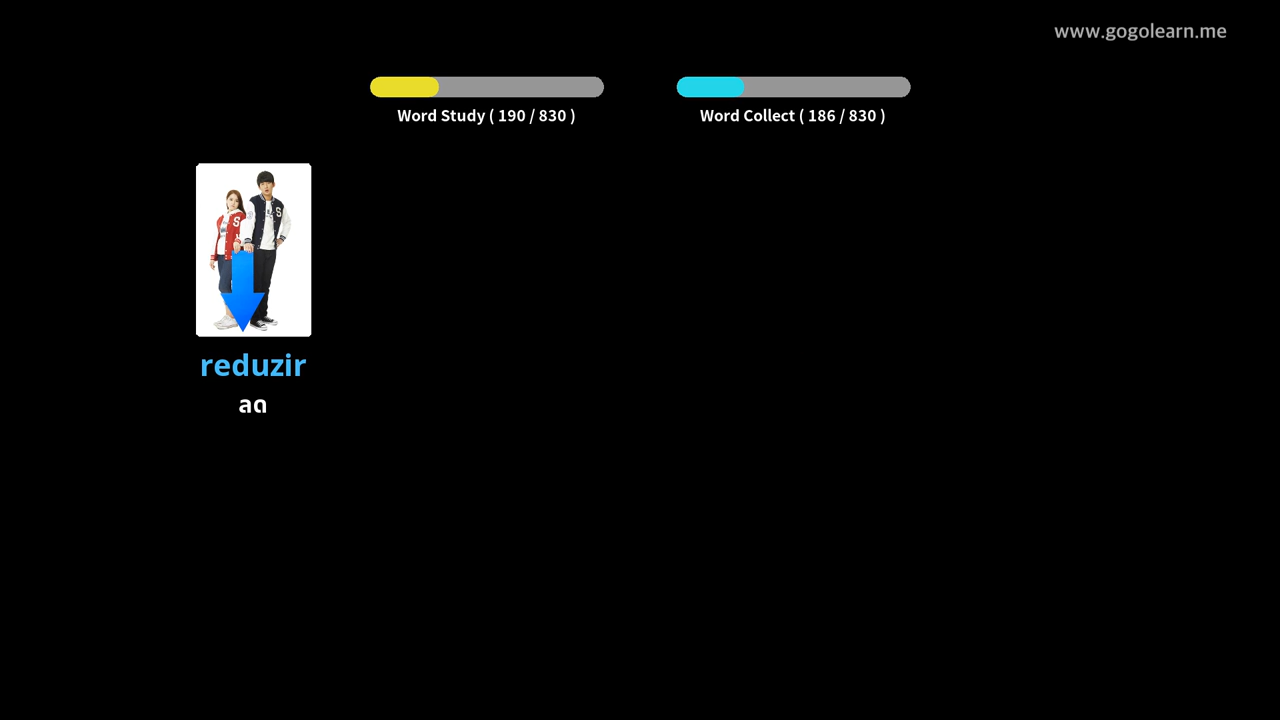 www.gogolearn.me
Word Study ( 190 / 830 )
Word Collect ( 186 / 830 )
S
S
reduzir
ลด